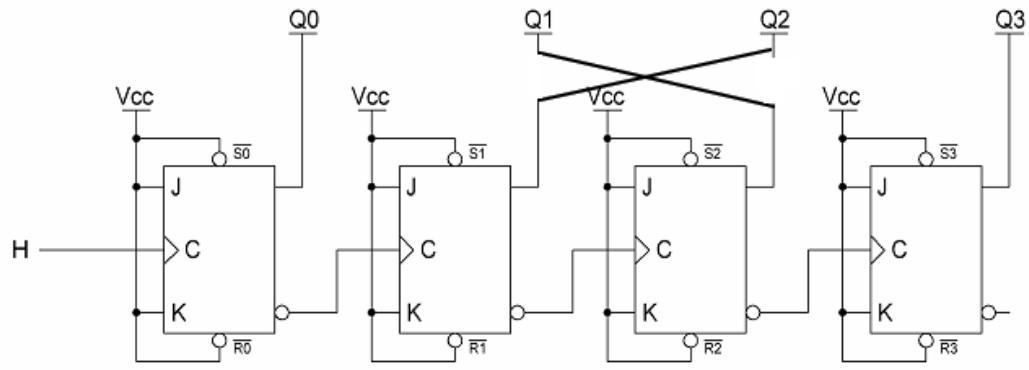 Q0 Q1 Q2 Q3
Vcc Vcc Vcc Vcc
S0 S1 S2 S3
J J J J
H C C C C
K K K K
R0 R1 R2 R3